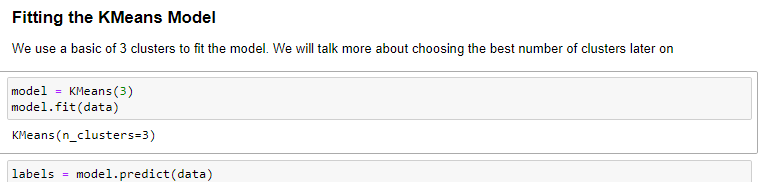 Fitting the KMeans Model
We use a basic of 3 clusters to fit the model. We will talk more about choosing the best number of clusters later on
model = KMeans(3)
model.fit(data)
KMeans(n_clusters=3)
labels = model.predict(data)